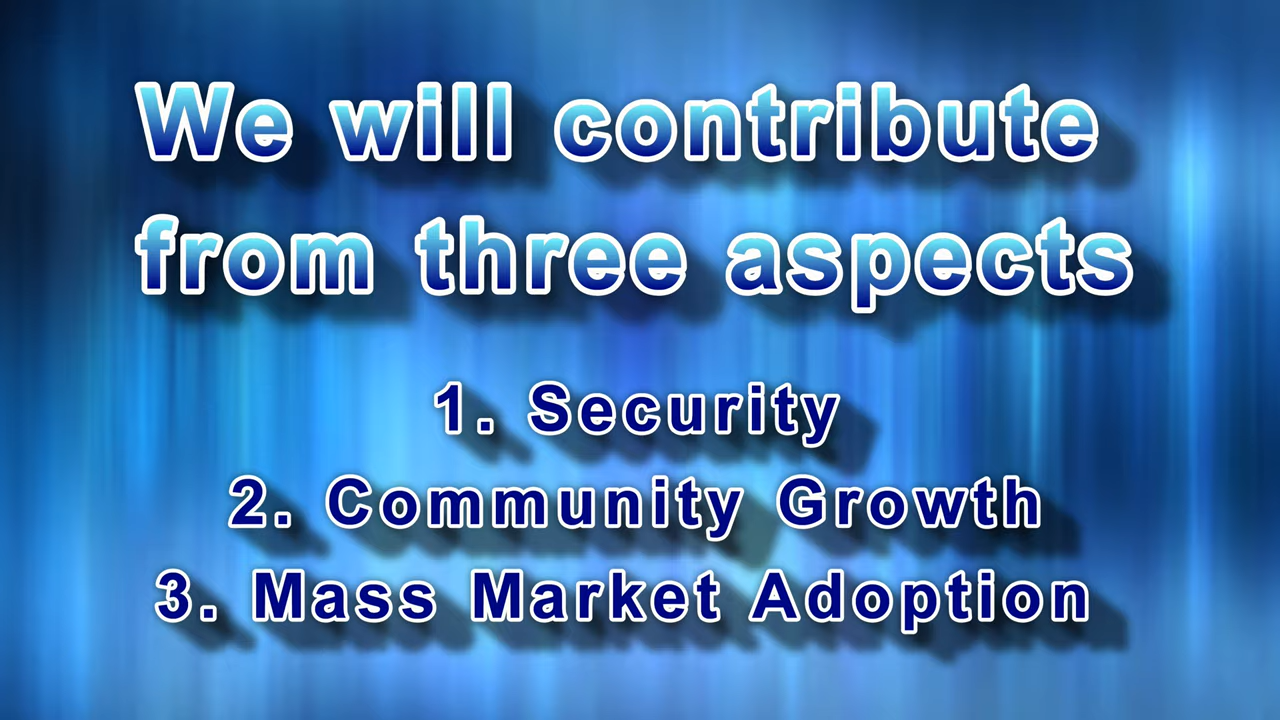 We will contribute
from three aspects
1. Security
2. Community Growth
3. Mass Market Adoption